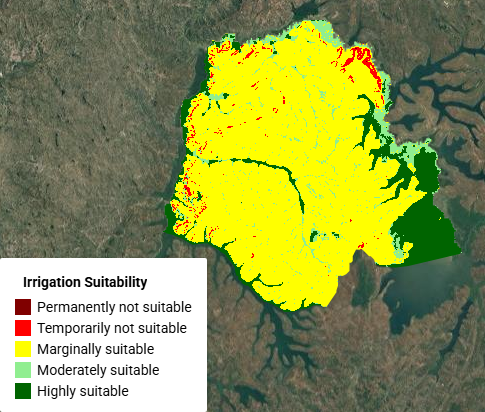 Irrigation Suitability
Permanently not suitable
Temporarily not suitable
Marginally suitable
Moderately suitable
Highly suitable